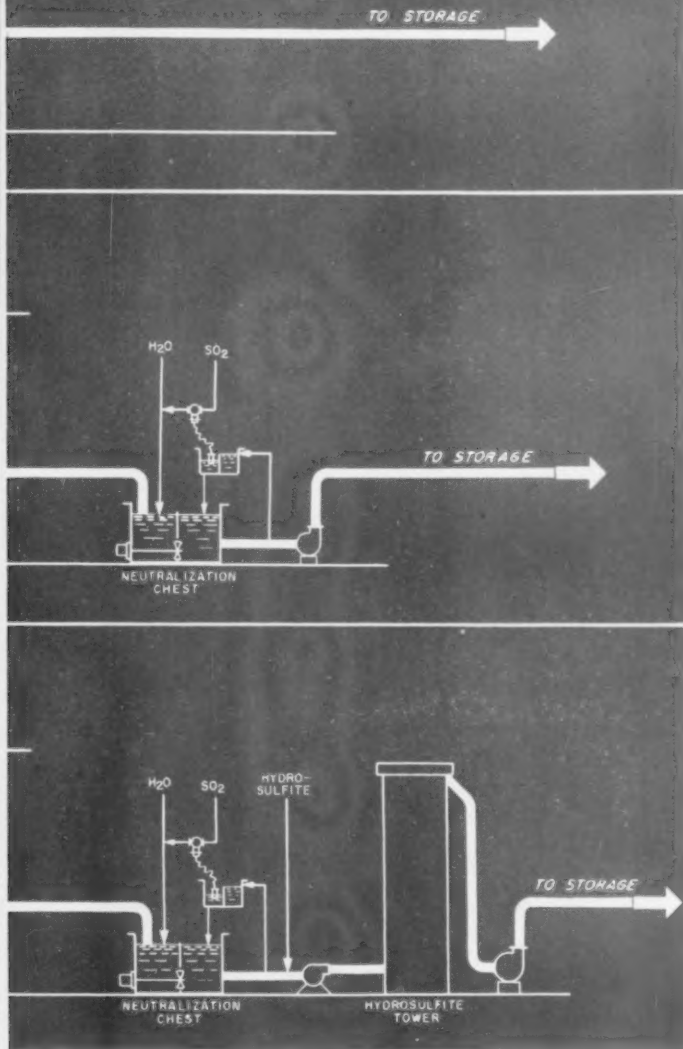 TO STORAGE
H2O SO2
TO STORAGE
NEUTRALIZATION
CHEST
H2O SO2 HYDRO-
SULFITE
TO STORAGE
NEUTRALIZATION
CHEST
HYDROSULFITE
TOWER